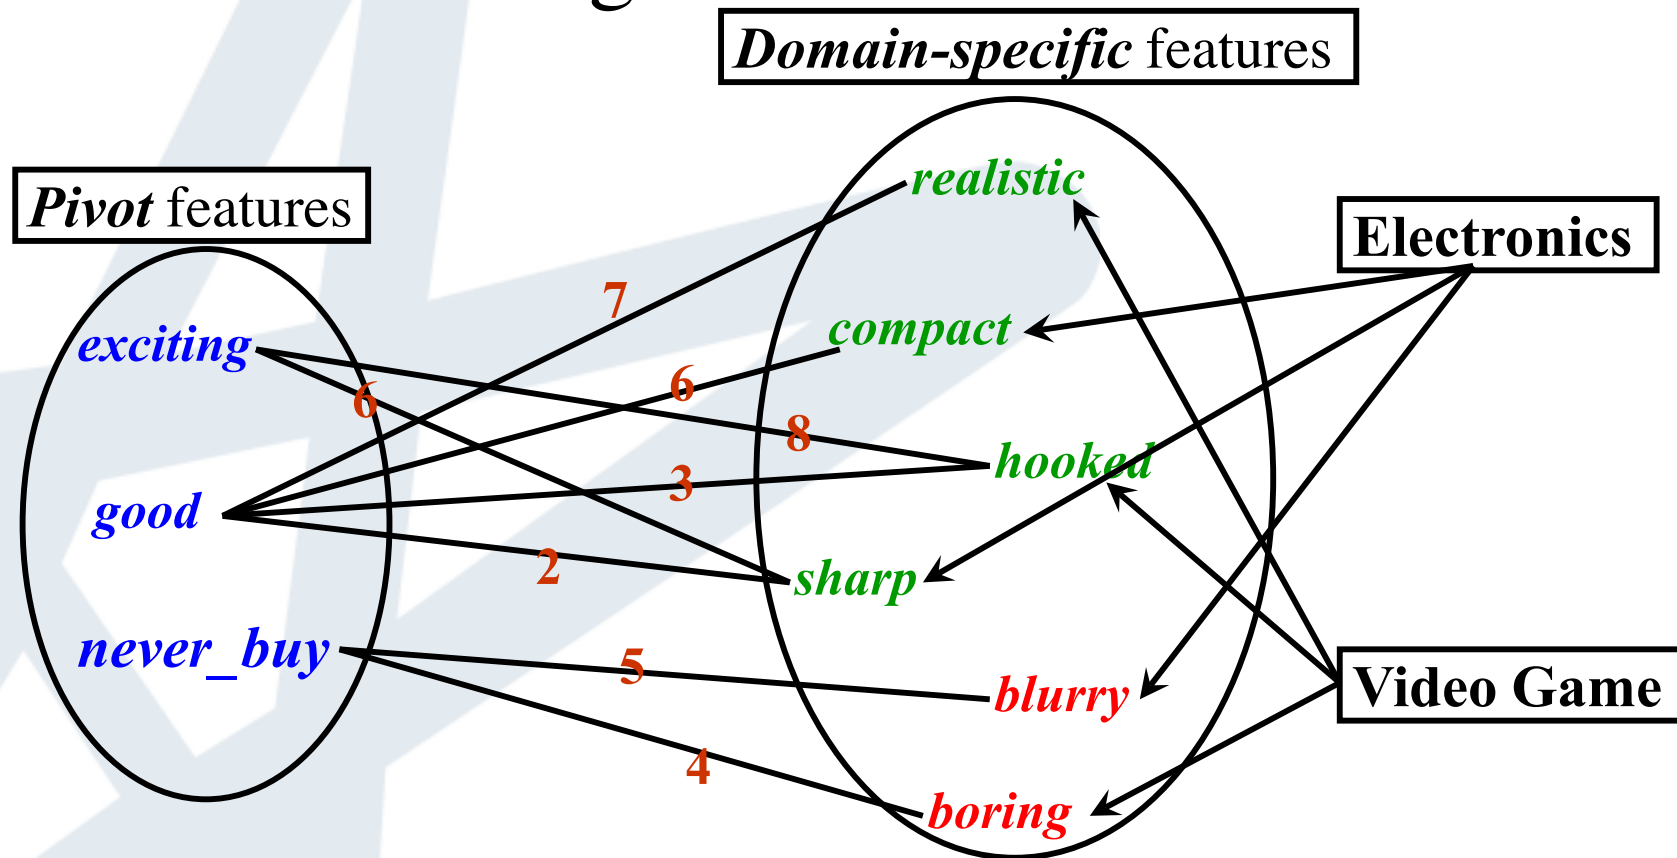 g
Domain-specific features
Pivot features
realistic
Electronics
7
compact
exciting
6
6
8
hooked
3
good
2
sharp
never_buy
5
blurry
Video Game
4
boring